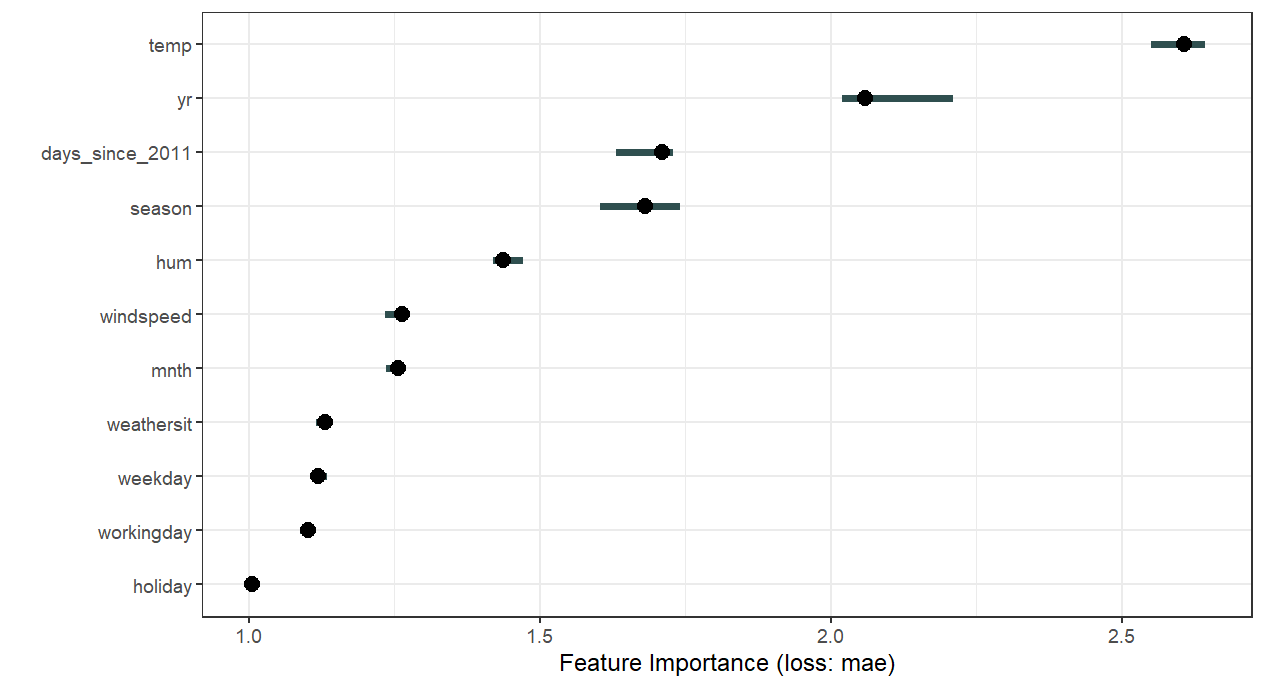 temp
yr
days_since_2011
season
hum
windspeed
mnth
weathersit
weekday
workingday
holiday
1.0 1.5 2.0 2.5
Feature Importance (loss: mae)